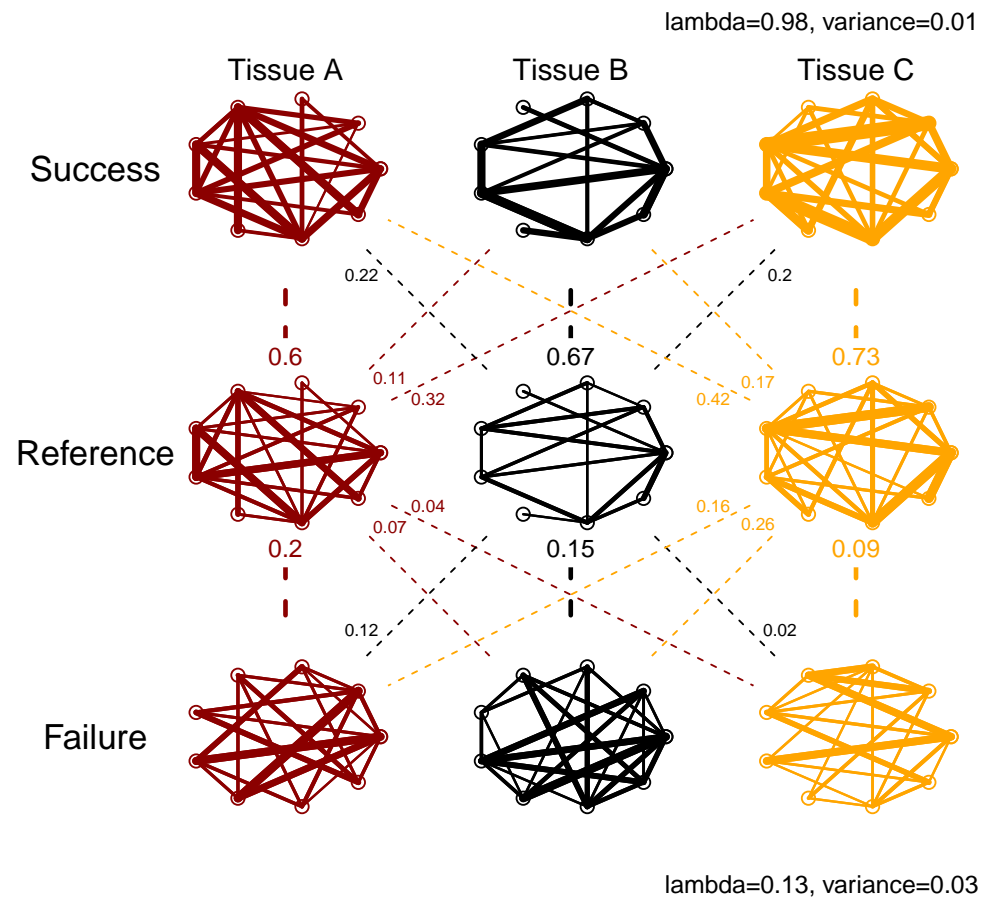 lambda=0.98, variance=0.01
Tissue A Tissue B Tissue C
Success
0.22 0.2
0.6 0.67 0.73
0.11 0.17
0.32 0.42
Reference
0.04 0.16
0.07 0.26
0.2 0.15 0.09
0.12 0.02
Failure
lambda=0.13, variance=0.03